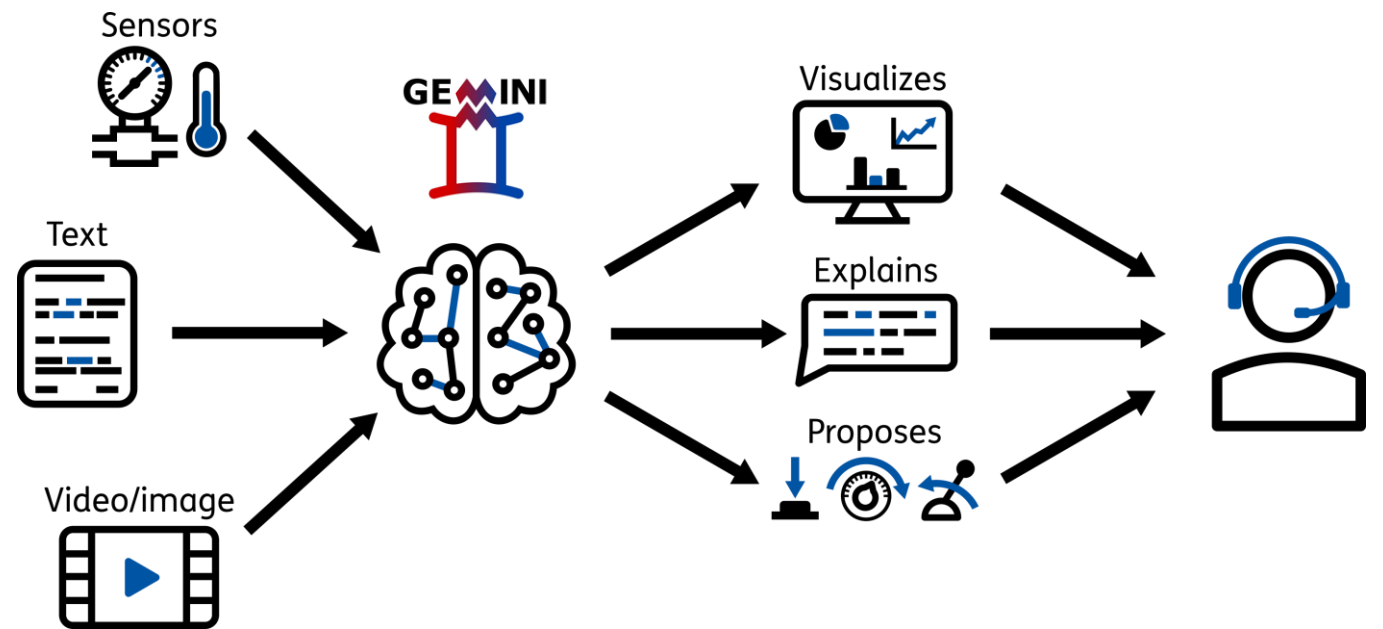 Sensors
GEMINI
Visualizes
Text
Explains
Proposes
Video/image